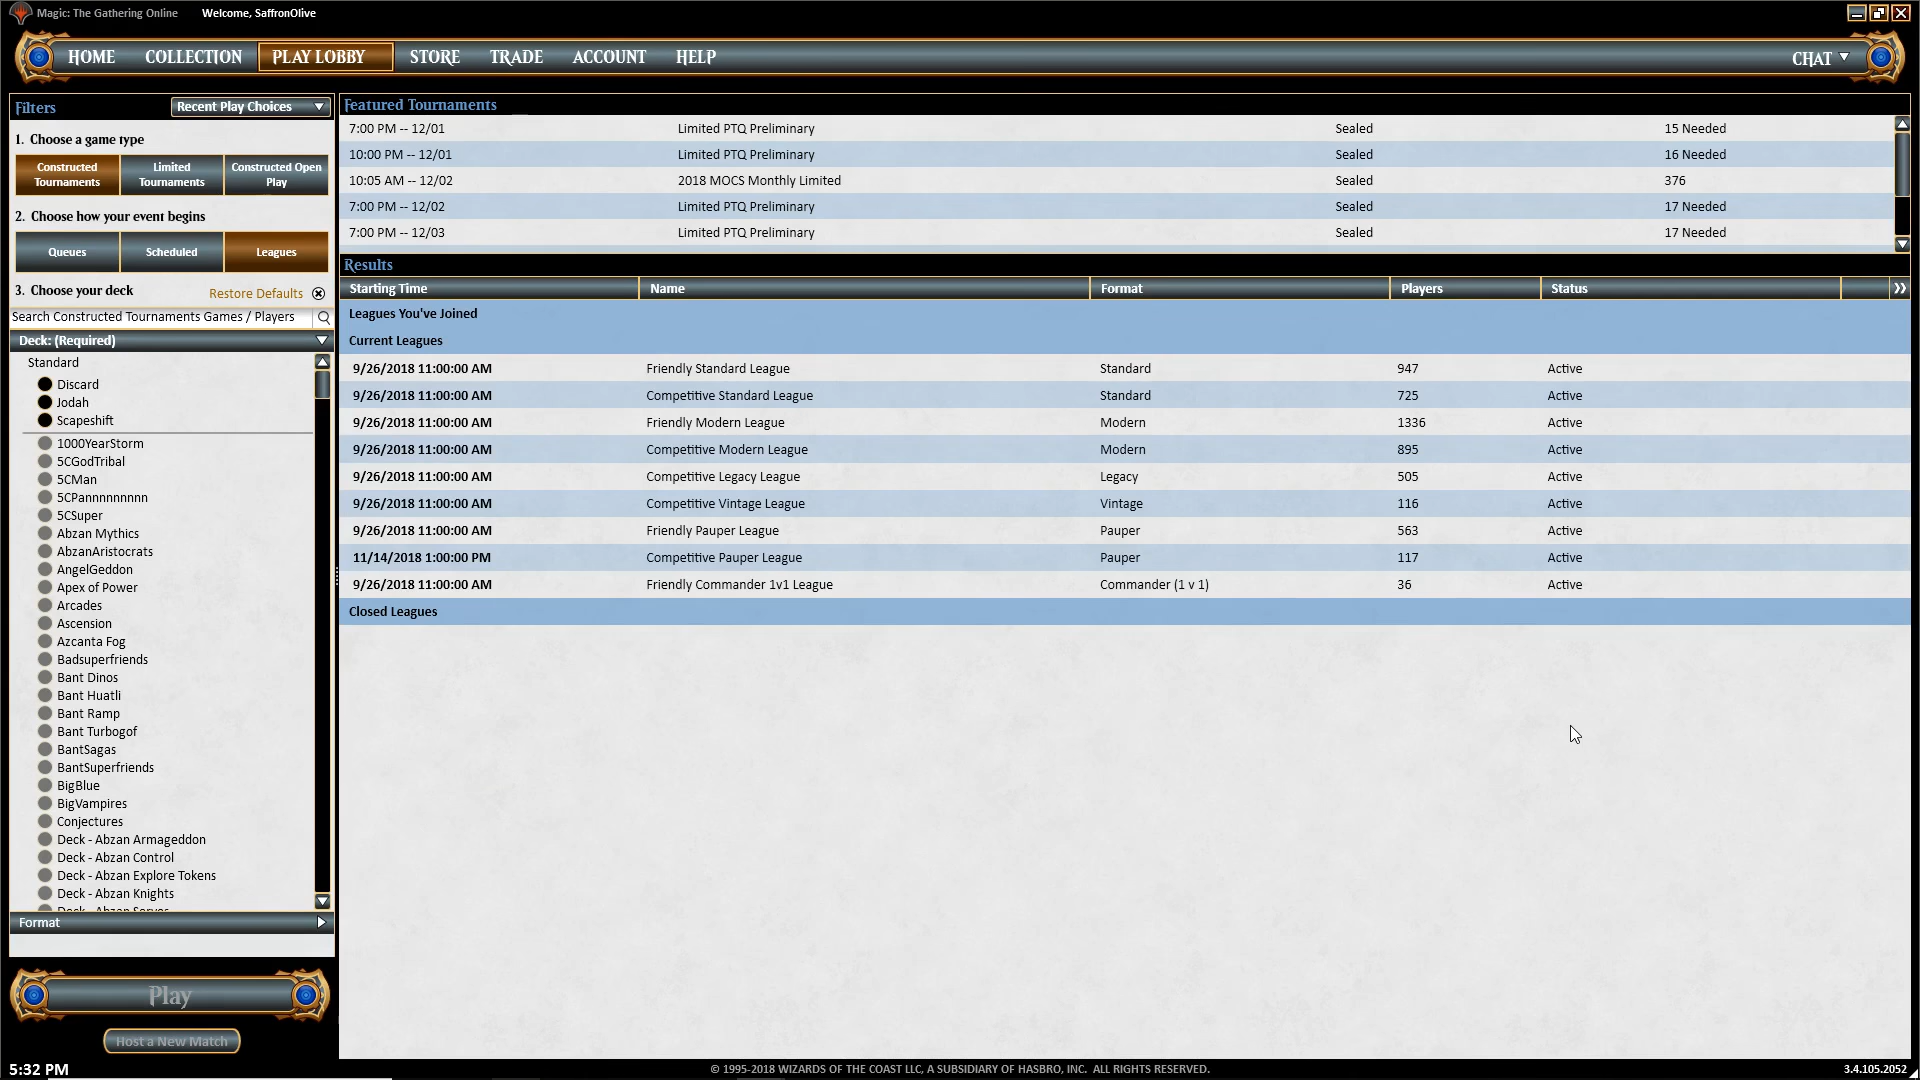 Magic: The Gathering Online Welcome, SaffronOlive
HOME COLLECTION PLAY LOBBY STORE TRADE ACCOUNT HELP CHAT
Filters Recent Play Choices
1. Choose a game type
Constructed Tournaments Limited Tournaments Constructed Open Play
2. Choose how your event begins
Queues Scheduled Leagues
3. Choose your deck Restore Defaults
Search Constructed Tournaments Games / Players
Deck: (Required)
Standard
Discard
Jodah
Scapeshift
1000YearStorm
5CGodTribal
5CMan
5CPannnnnnnnn
5CSuper
Abzan Mythics
AbzanAristocrats
AngelGeddon
Apex of Power
Arcades
Ascension
Azcanta Fog
Badsuperfriends
Bant Dinos
Bant Huatli
Bant Ramp
Bant Turbogof
BantSagas
BantSuperfriends
BigBlue
BigVampires
Conjectures
Deck - Abzan Armageddon
Deck - Abzan Control
Deck - Abzan Explore Tokens
Deck - Abzan Knights
Format
Play
Host a New Match
5:32 PM
Featured Tournaments
7:00 PM -- 12/01 Limited PTQ Preliminary Sealed 15 Needed
10:00 PM -- 12/01 Limited PTQ Preliminary Sealed 16 Needed
10:05 AM -- 12/02 2018 MOCS Monthly Limited Sealed 376
7:00 PM -- 12/02 Limited PTQ Preliminary Sealed 17 Needed
7:00 PM -- 12/03 Limited PTQ Preliminary Sealed 17 Needed
Results
Starting Time Name Format Players Status
Leagues You've Joined
Current Leagues
9/26/2018 11:00:00 AM Friendly Standard League Standard 947 Active
9/26/2018 11:00:00 AM Competitive Standard League Standard 725 Active
9/26/2018 11:00:00 AM Friendly Modern League Modern 1336 Active
9/26/2018 11:00:00 AM Competitive Modern League Modern 895 Active
9/26/2018 11:00:00 AM Competitive Legacy League Legacy 505 Active
9/26/2018 11:00:00 AM Competitive Vintage League Vintage 116 Active
9/26/2018 11:00:00 AM Friendly Pauper League Pauper 563 Active
11/14/2018 1:00:00 PM Competitive Pauper League Pauper 117 Active
9/26/2018 11:00:00 AM Friendly Commander 1v1 League Commander (1 v 1) 36 Active
Closed Leagues
© 1995-2018 WIZARDS OF THE COAST LLC, A SUBSIDIARY OF HASBRO, INC. ALL RIGHTS RESERVED.
3.4.105.2052